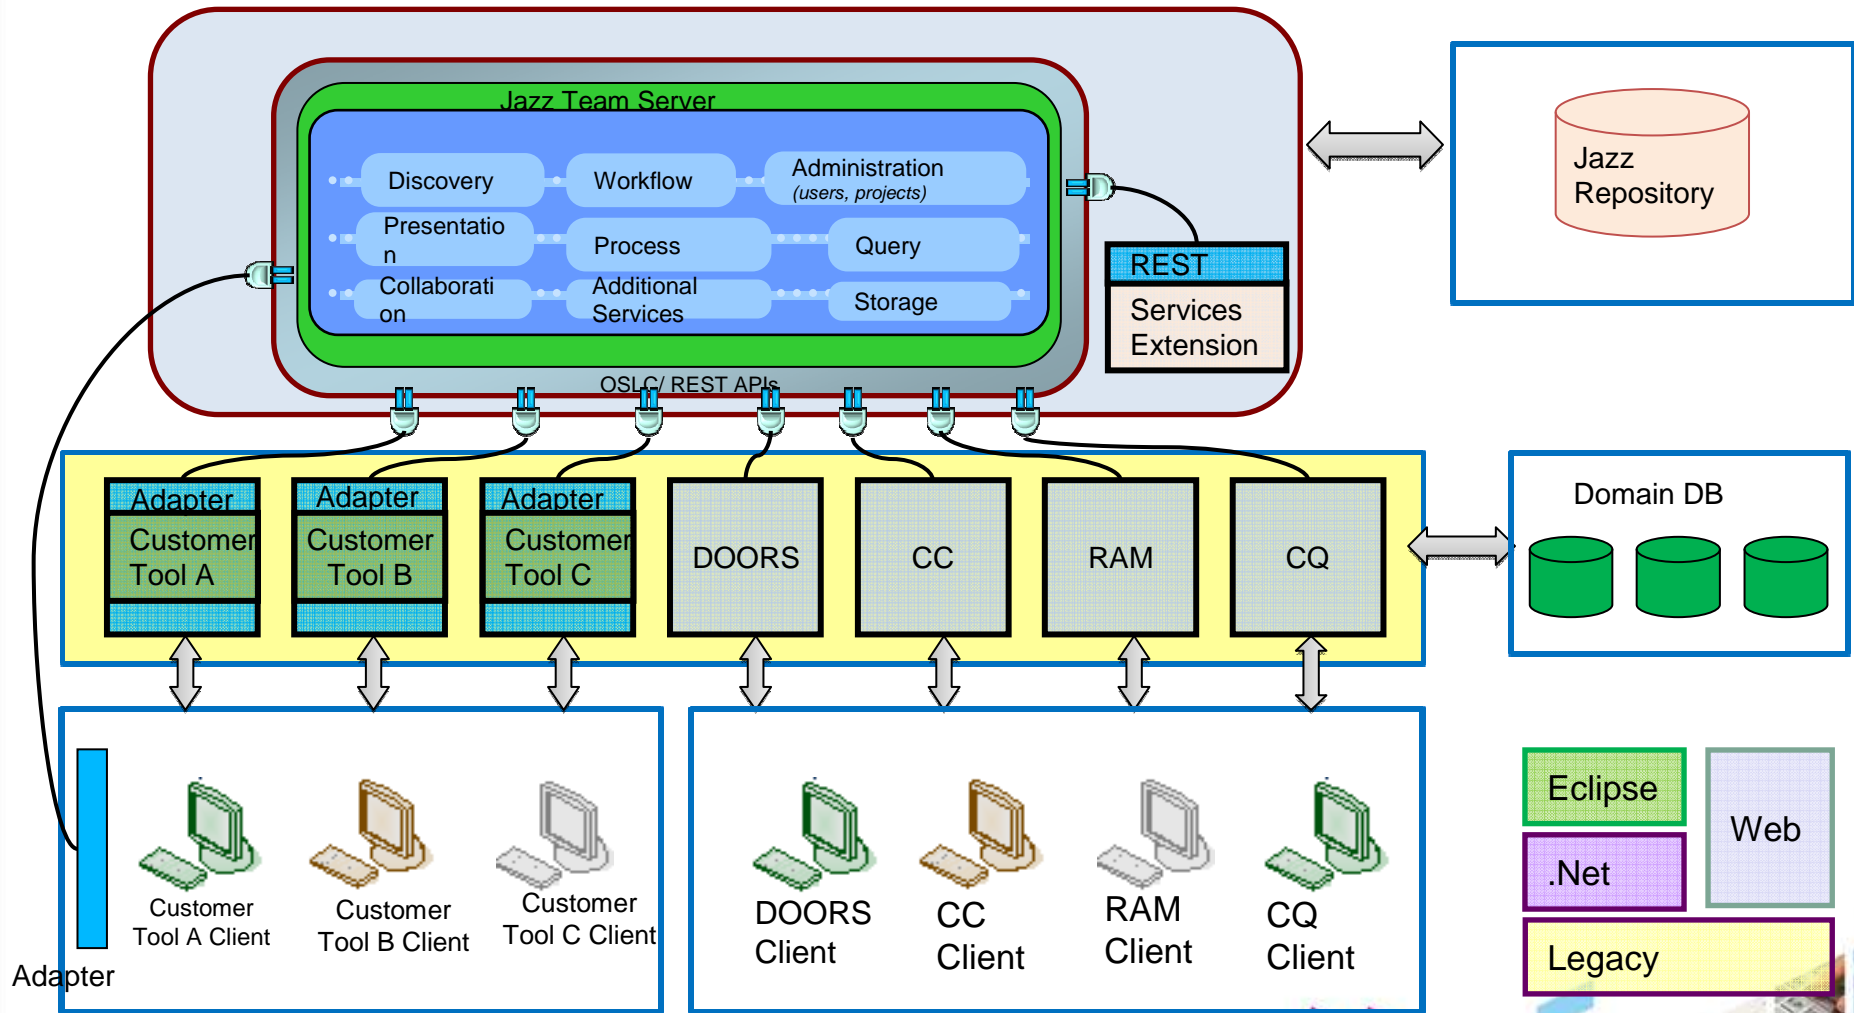 Jazz Team Server
Discovery
Workflow
Administration
(users, projects)
Presentatio
n
Process
Query
Collaborati
on
Additional
Services
Storage
OSLC/ REST APIs
REST
Services
Extension
Jazz
Repository
Adapter
Customer
Tool A
Adapter
Customer
Tool B
Adapter
Customer
Tool C
DOORS
CC
RAM
CQ
Domain DB
Adapter
Customer
Tool A Client
Customer
Tool B Client
Customer
Tool C Client
DOORS
Client
CC
Client
RAM
Client
CQ
Client
Eclipse
.Net
Web
Legacy